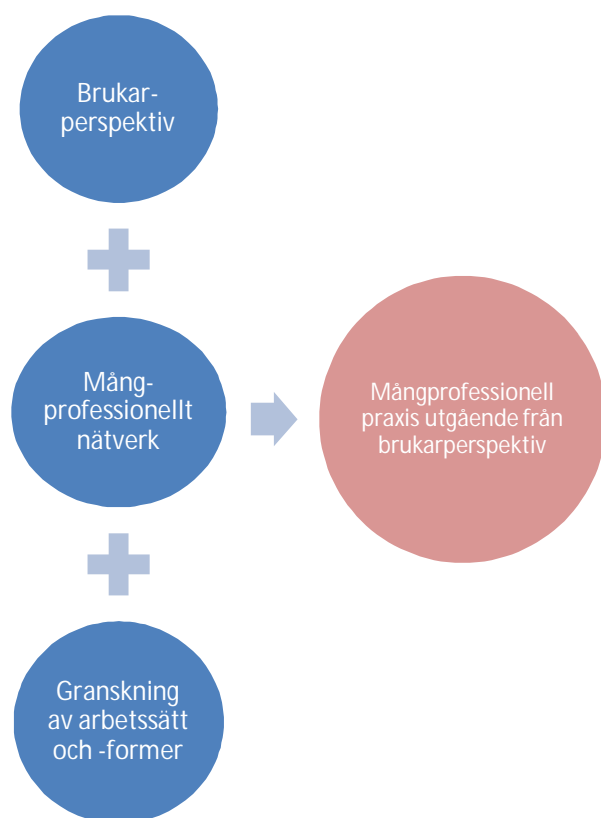 Brukar-
perspektiv
Mång-
professionellt
nätverk
Mångprofessionell
praxis utgående från
brukarperspektiv
Granskning
av arbetssätt
och -former